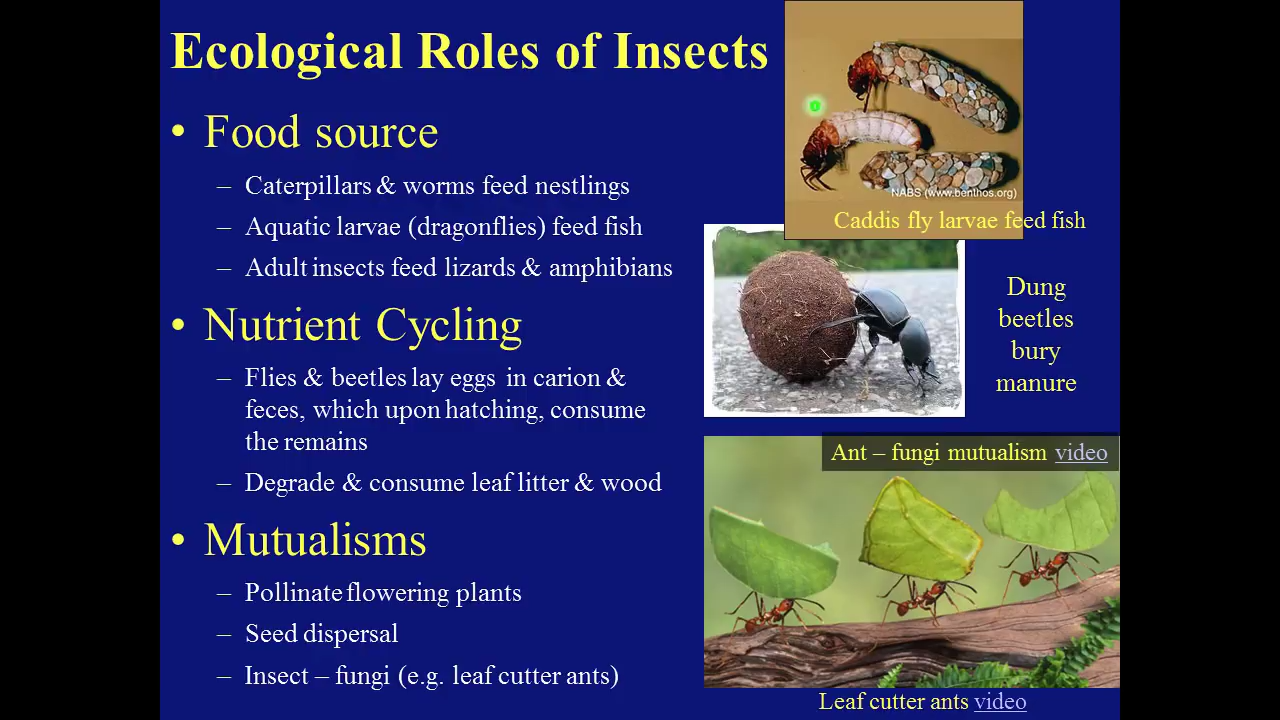 Ecological Roles of Insects
• Food source
– Caterpillars & worms feed nestlings
– Aquatic larvae (dragonflies) feed fish
– Adult insects feed lizards & amphibians
• Nutrient Cycling
– Flies & beetles lay eggs in carion &
feces, which upon hatching, consume
the remains
– Degrade & consume leaf litter & wood
• Mutualisms
– Pollinate flowering plants
– Seed dispersal
– Insect – fungi (e.g. leaf cutter ants)
NABS (www.benthos.org)
Caddis fly larvae feed fish
Dung
beetles
bury
manure
Ant – fungi mutualism video
Leaf cutter ants video